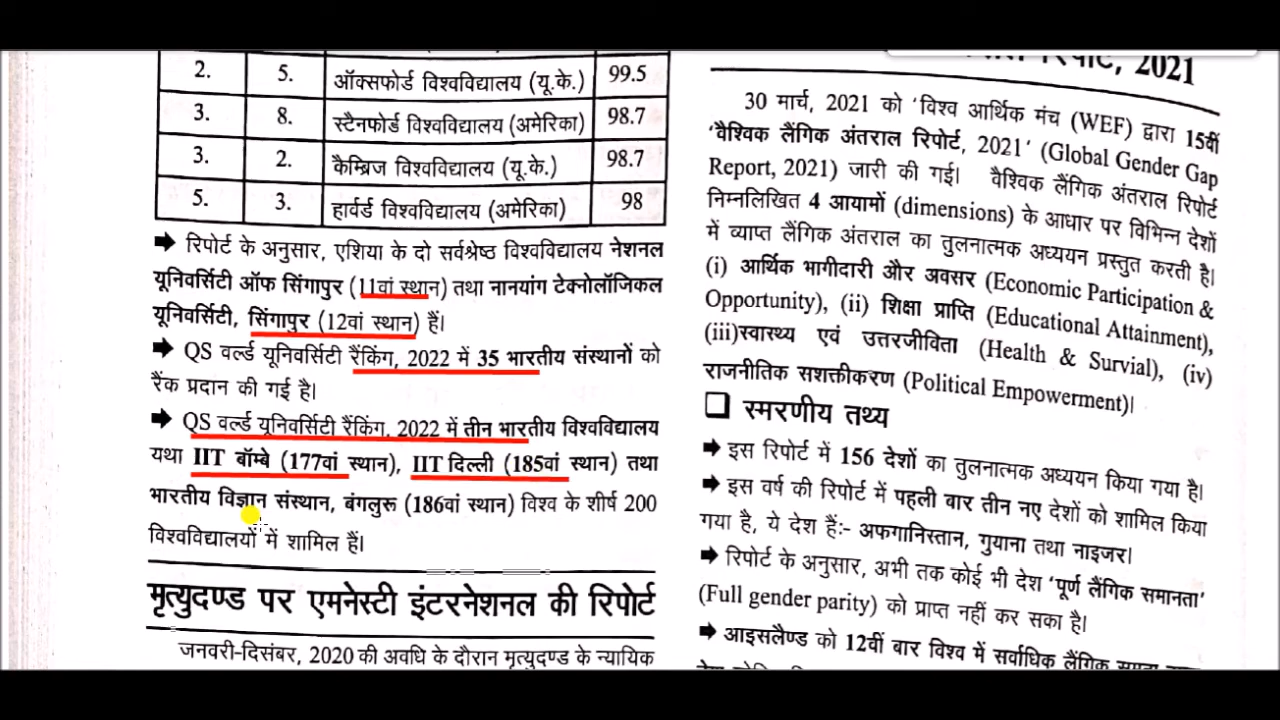 2. 5. ऑक्सफोर्ड विश्वविद्यालय (यू.के.) 99.5
3. 8. स्टैनफोर्ड विश्वविद्यालय (अमेरिका) 98.7
3. 2. कैम्ब्रिज विश्वविद्यालय (यू.के.) 98.7
5. 3. हार्वर्ड विश्वविद्यालय (अमेरिका) 98
➡ रिपोर्ट के अनुसार, एशिया के दो सर्वश्रेष्ठ विश्वविद्यालय नेशनल
यूनिवर्सिटी ऑफ सिंगापुर (11वां स्थान) तथा नानयांग टेक्नोलॉजिकल
यूनिवर्सिटी, सिंगापुर (12वां स्थान) हैं।
➡ QS वर्ल्ड यूनिवर्सिटी रैंकिंग, 2022 में 35 भारतीय संस्थानों को
रैंक प्रदान की गई है।
➡ QS वर्ल्ड यूनिवर्सिटी रैंकिंग, 2022 में तीन भारतीय विश्वविद्यालय
यथा IIT बॉम्बे (177वां स्थान), IIT दिल्ली (185वां स्थान) तथा
भारतीय विज्ञान संस्थान, बंगलुरू (186वां स्थान) विश्व के शीर्ष 200
विश्वविद्यालयों में शामिल हैं।
मृत्युदण्ड पर एमनेस्टी इंटरनेशनल की रिपोर्ट
जनवरी-दिसंबर, 2020 की अवधि के दौरान मृत्युदण्ड के न्यायिक
रिपोर्ट, 2021
30 मार्च, 2021 को 'विश्व आर्थिक मंच (WEF) द्वारा 15वीं
'वैश्विक लैंगिक अंतराल रिपोर्ट, 2021' (Global Gender Gap
Report, 2021) जारी की गई। वैश्विक लैंगिक अंतराल रिपोर्ट
निम्नलिखित 4 आयामों (dimensions) के आधार पर विभिन्न देशों
में व्याप्त लैंगिक अंतराल का तुलनात्मक अध्ययन प्रस्तुत करती है।
(i) आर्थिक भागीदारी और अवसर (Economic Participation &
Opportunity), (ii) शिक्षा प्राप्ति (Educational Attainment),
(iii)स्वास्थ्य एवं उत्तरजीविता (Health & Survial), (iv)
राजनीतिक सशक्तीकरण (Political Empowerment)।
❑ स्मरणीय तथ्य
➡ इस रिपोर्ट में 156 देशों का तुलनात्मक अध्ययन किया गया है।
➡ इस वर्ष की रिपोर्ट में पहली बार तीन नए देशों को शामिल किया
गया है, ये देश हैं:- अफगानिस्तान, गुयाना तथा नाइजर।
➡ रिपोर्ट के अनुसार, अभी तक कोई भी देश 'पूर्ण लैंगिक समानता'
(Full gender parity) को प्राप्त नहीं कर सका है।
➡ आइसलैण्ड को 12वीं बार विश्व में सर्वाधिक लैंगिक